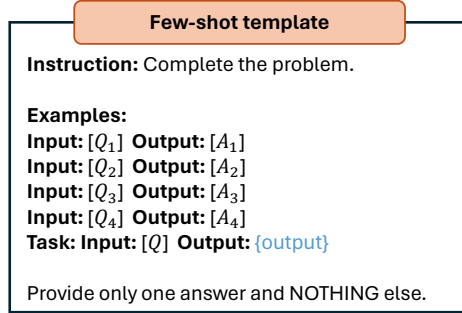 Few-shot template
Instruction: Complete the problem.
Examples:
Input: [Q₁] Output: [A₁]
Input: [Q₂] Output: [A₂]
Input: [Q₃] Output: [A₃]
Input: [Q₄] Output: [A₄]
Task: Input: [Q] Output: {output}
Provide only one answer and NOTHING else.